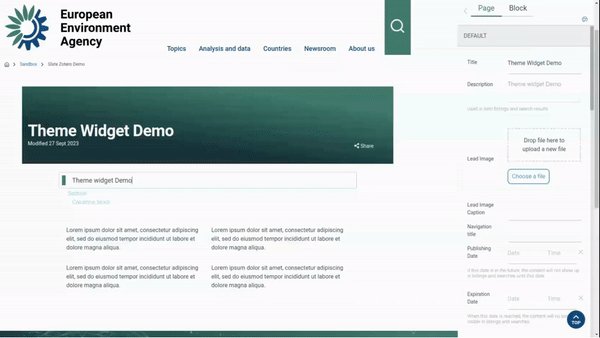 European
Environment
Agency
Topics Analysis and data Countries Newsroom About us
Sandbox > Slate Zotero Demo
Theme Widget Demo
Modified 27 Sept 2023
Share
Theme widget Demo
Section
Lorem ipsum dolor sit amet, consectetur adipiscing
elit, sed do eiusmod tempor incididunt ut labore et
dolore magna aliqua.
Lorem ipsum dolor sit amet, consectetur adipiscing
elit, sed do eiusmod tempor incididunt ut labore et
dolore magna aliqua.
Lorem ipsum dolor sit amet, consectetur adipiscing
elit, sed do eiusmod tempor incididunt ut labore et
dolore magna aliqua.
Lorem ipsum dolor sit amet, consectetur adipiscing
elit, sed do eiusmod tempor incididunt ut labore et
dolore magna aliqua.
Page Block
DEFAULT
Title Theme Widget Demo
Description Theme widget Demo
Used in item listings and search results.
Lead Image
Drop file here to
upload a new file
Choose a file
Lead Image
Caption
Navigation
title
Publishing
Date
Date Time
If this date is in the future, the content will not show up
in listings and searches until this date.
Expiration
Date
Date Time
When this date is reached, the content will no
visible in listings and searches.
TOP